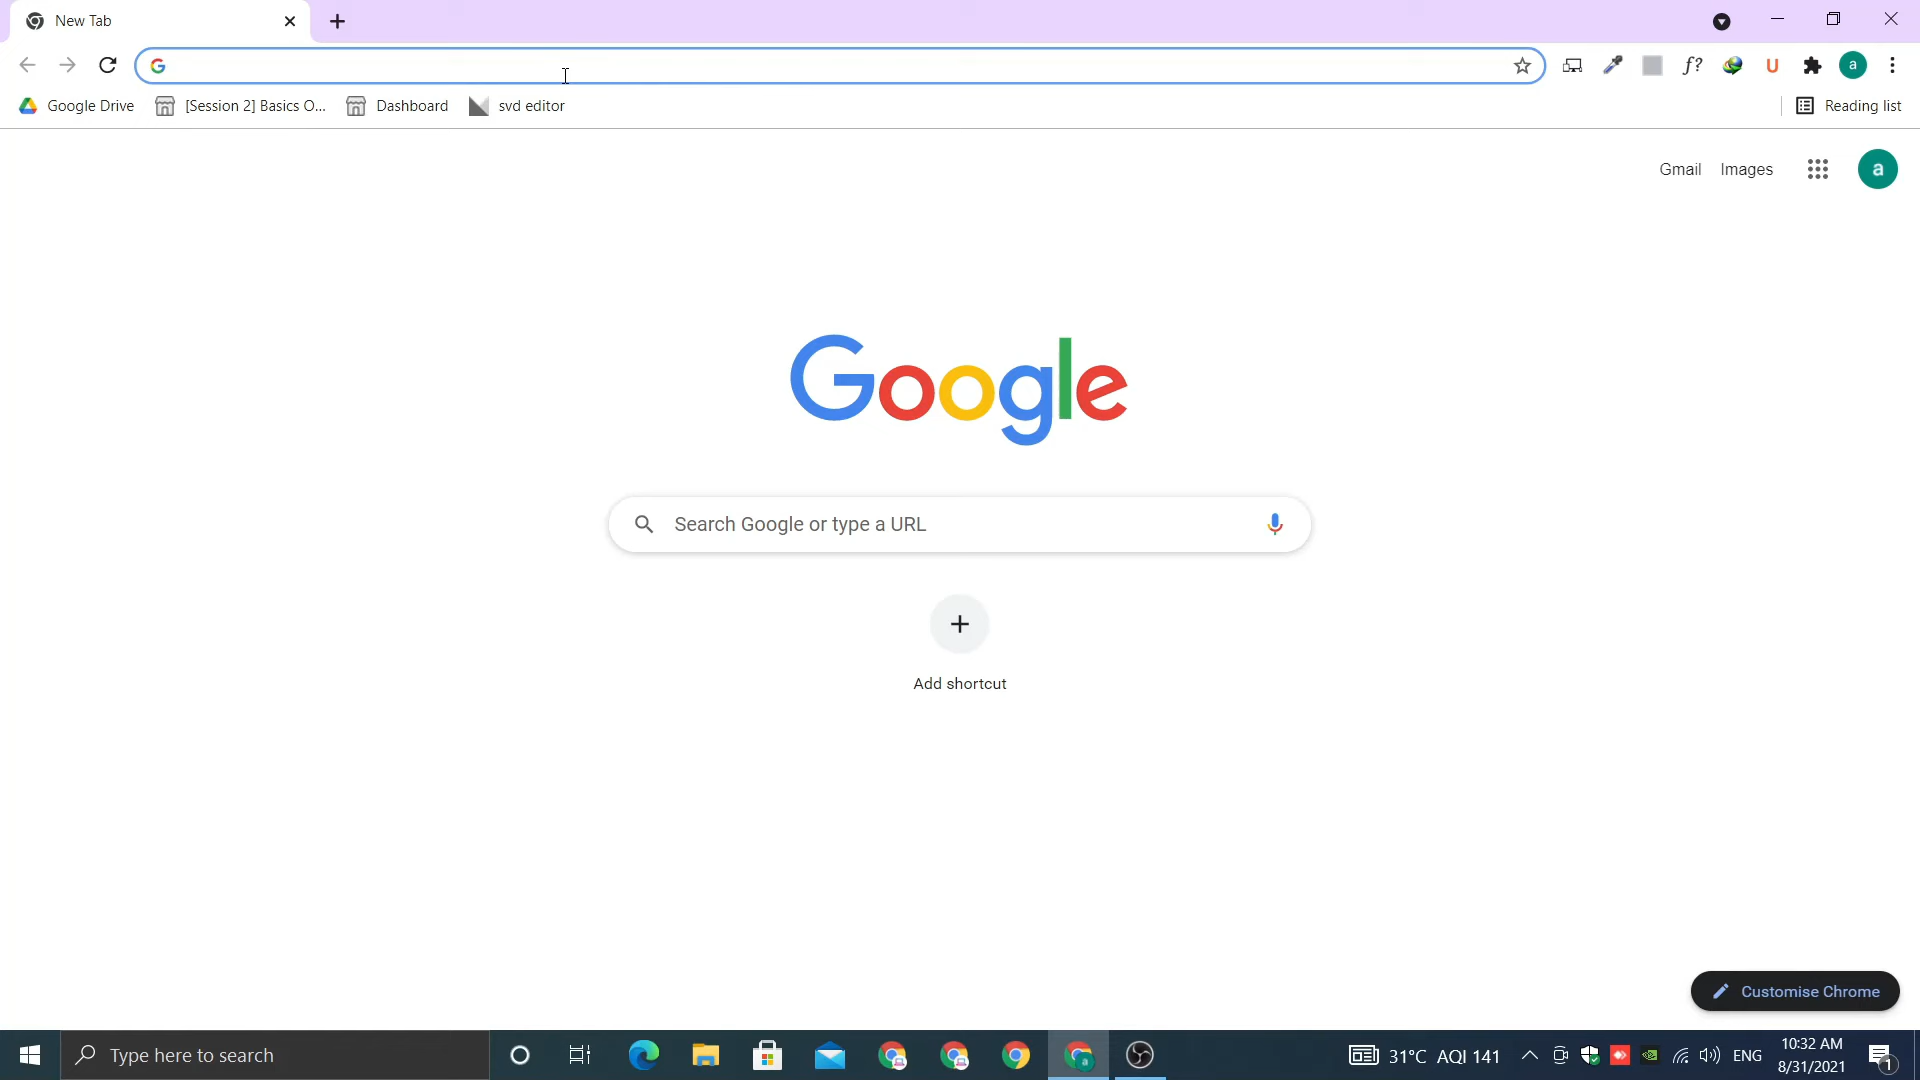 New Tab
Google Drive
[Session 2] Basics O...
Dashboard
svd editor
Reading list
f?
U
a
Gmail
Images
a
Google
Search Google or type a URL
Add shortcut
Customise Chrome
Type here to search
31°C AQI 141
ENG
10:32 AM
8/31/2021
1